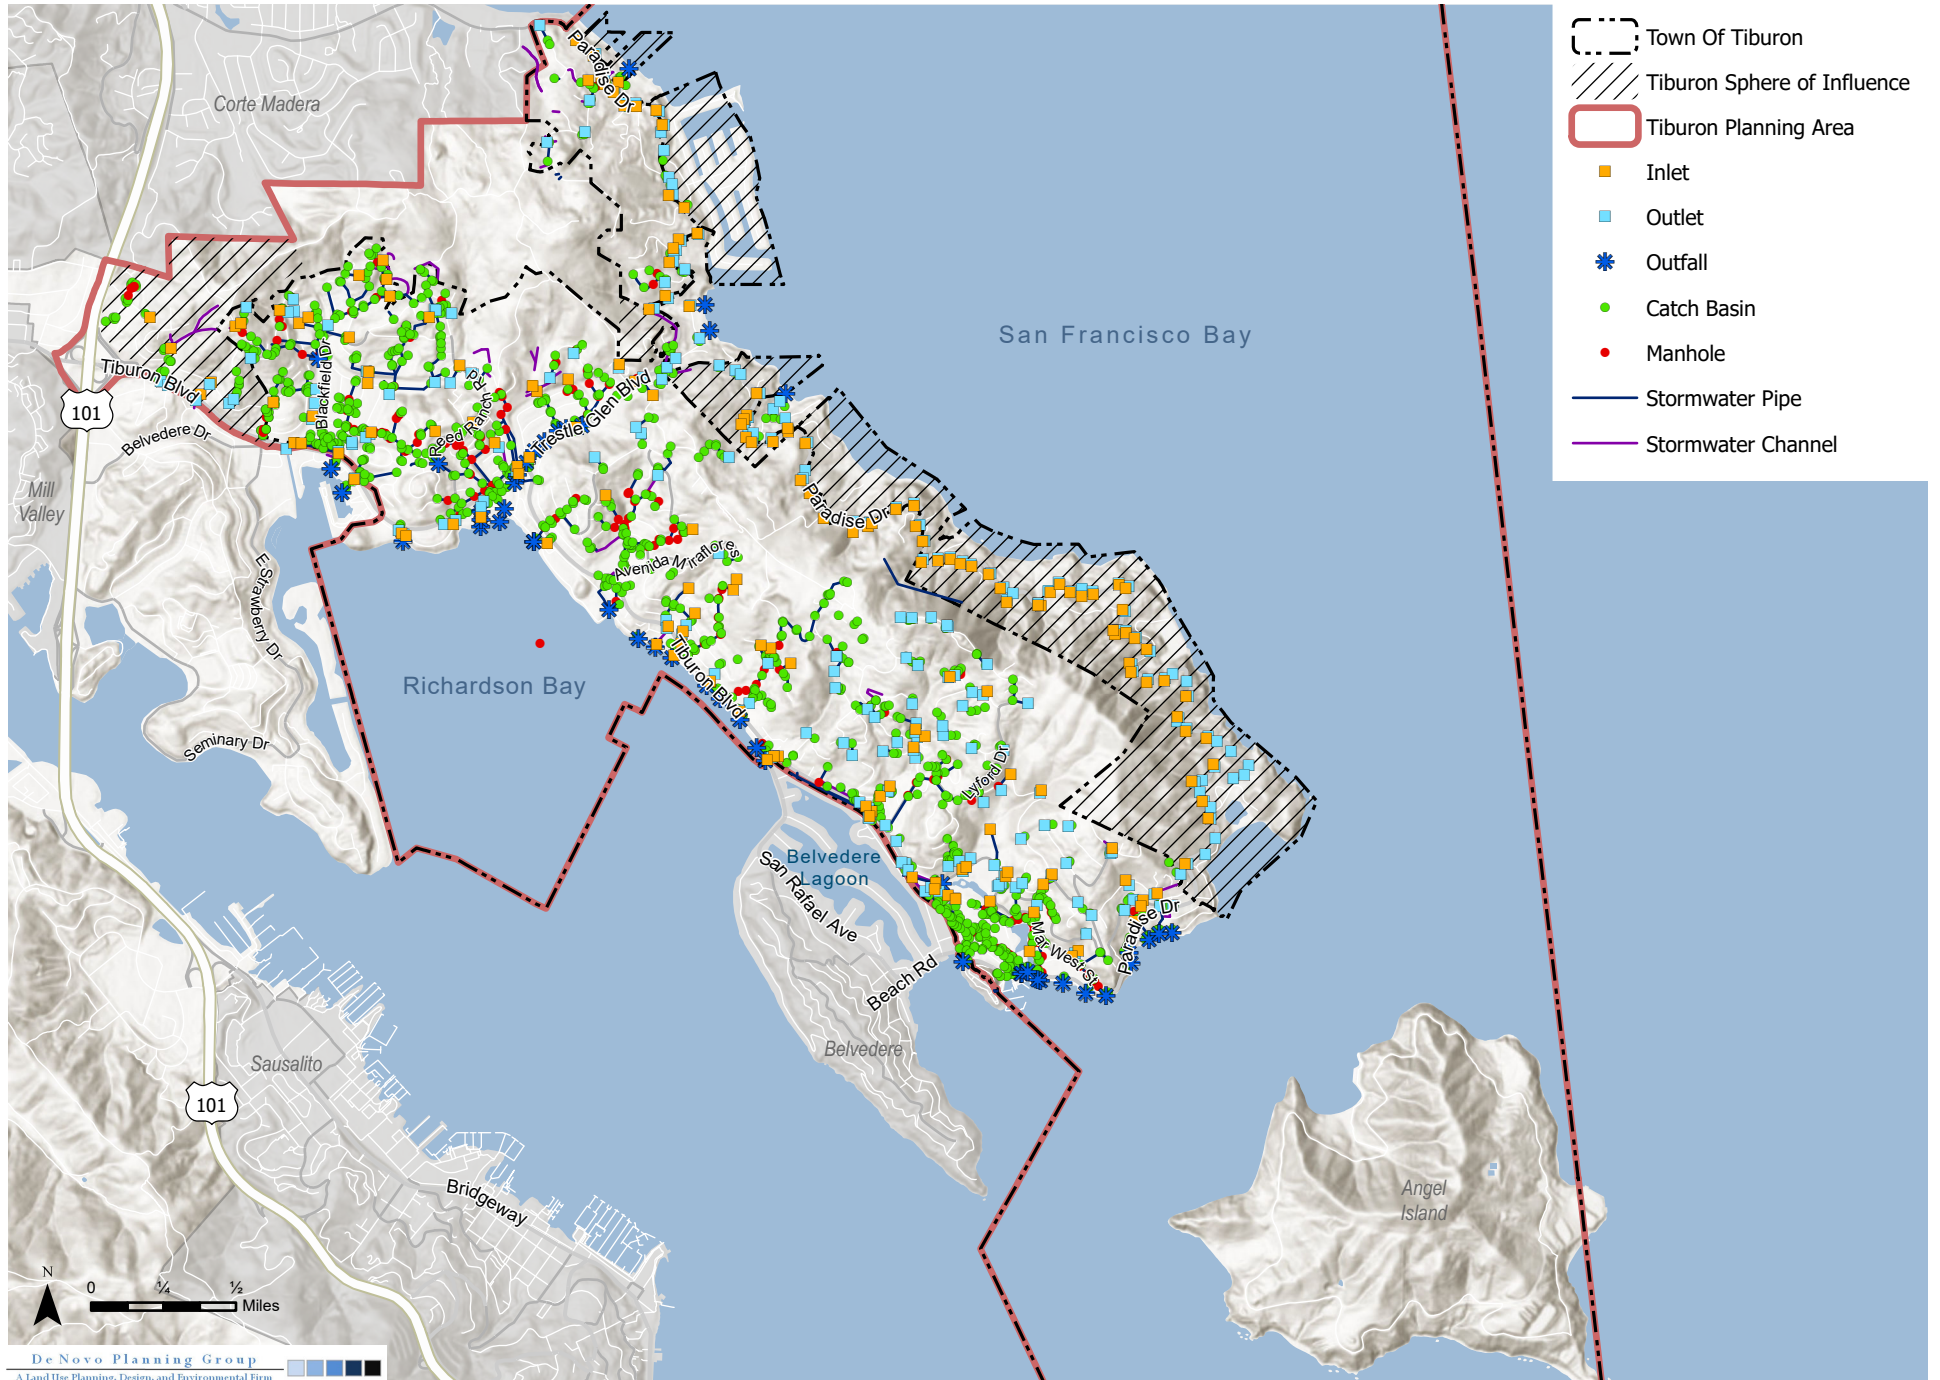 Town Of Tiburon
Tiburon Sphere of Influence
Tiburon Planning Area
Inlet
Outlet
Outfall
Catch Basin
Manhole
Stormwater Pipe
Stormwater Channel
Corte Madera
Paradise Dr
San Francisco Bay
Tiburon Blvd
101
Belvedere Dr
Blackfield Dr
Reed Ranch Rd
Trestle Glen Blvd
Mill
Valley
Paradise Dr
E Strawberry Dr
Avenida Miraflores
Richardson Bay
Tiburon Blvd
Seminary Dr
Lyford Dr
Belvedere
Lagoon
San Rafael Ave
Mar West St
Paradise Dr
Beach Rd
Belvedere
Sausalito
101
Bridgeway
Angel
Island
N
0 ¼ ½
Miles
De Novo Planning Group
A Land Use Planning, Design, and Environmental Firm